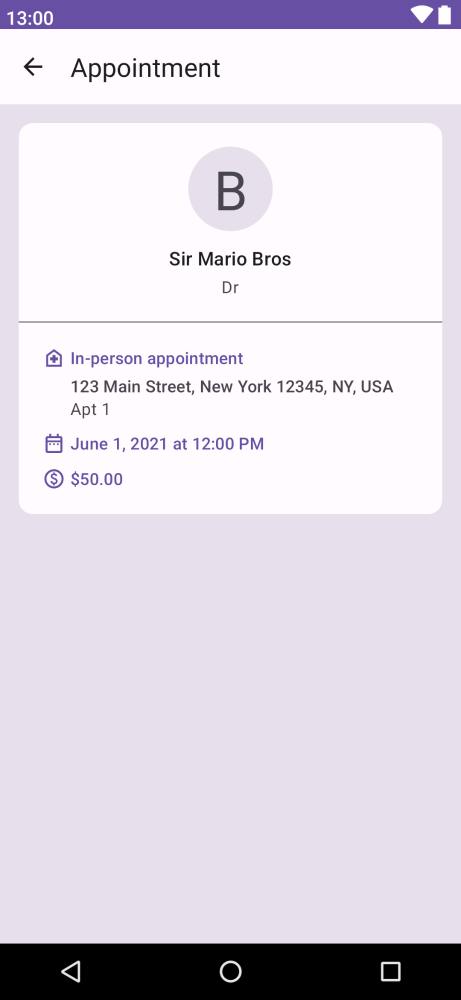 13:00
Appointment
B
Sir Mario Bros
Dr
In-person appointment
123 Main Street, New York 12345, NY, USA
Apt 1
June 1, 2021 at 12:00 PM
$50.00